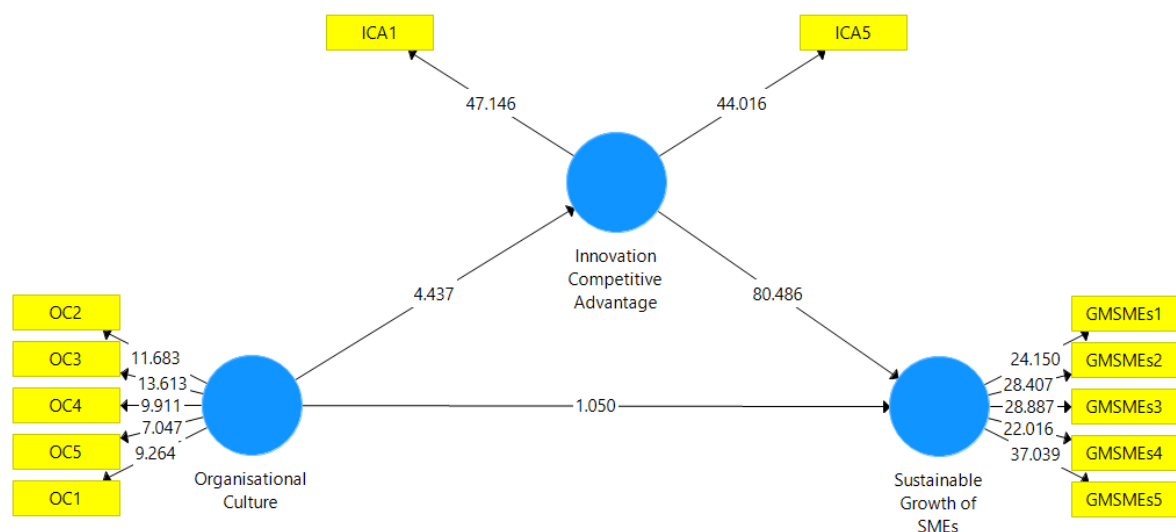 ICA1
ICA5
47.146
44.016
Innovation
Competitive
Advantage
4.437
80.486
OC2
OC3
OC4
OC5
OC1
11.683
13.613
9.911
7.047
9.264
Organisational
Culture
1.050
Sustainable
Growth of
SMEs
24.150
28.407
28.887
22.016
37.039
GMSMEs1
GMSMEs2
GMSMEs3
GMSMEs4
GMSMEs5